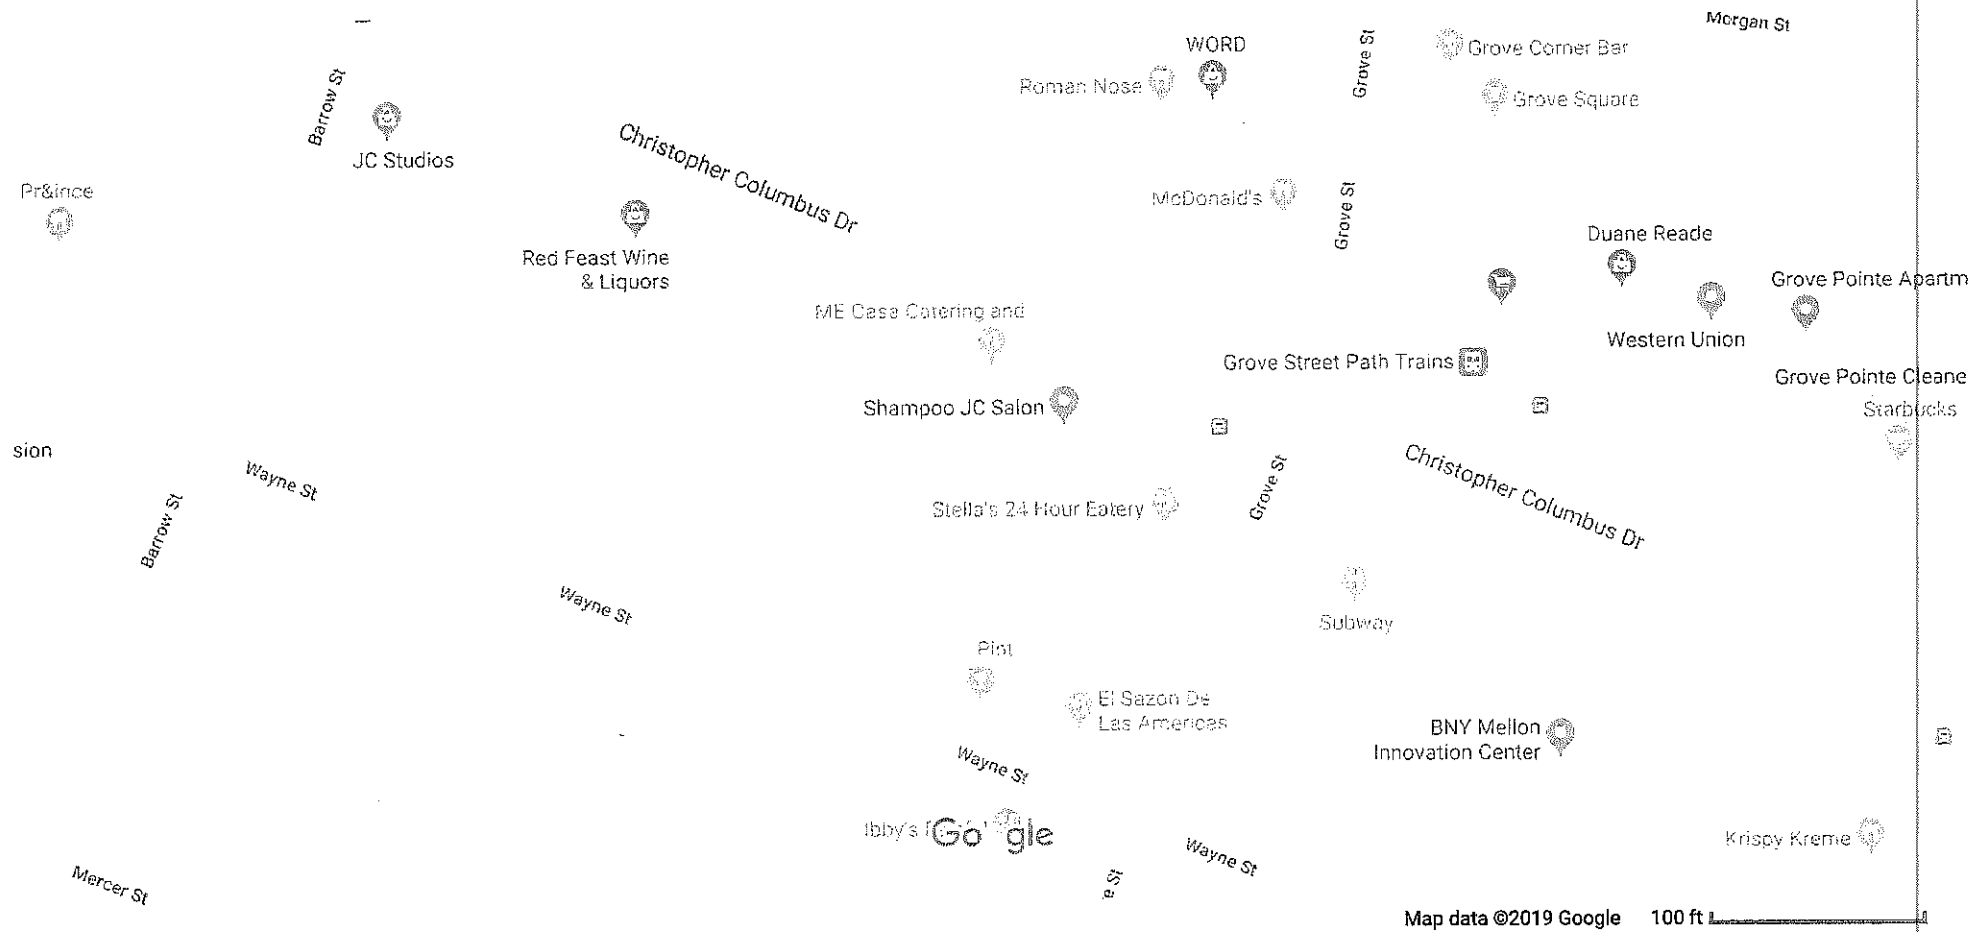 Morgan St
WORD
Grove St
Grove Corner Bar
Roman Nose
Grove Square
Barrow St
JC Studios
Christopher Columbus Dr
Pr&ince
McDonald's
Grove St
Duane Reade
Red Feast Wine
& Liquors
Grove Pointe Apartm
ME Casa Catering and
Western Union
Grove Street Path Trains
Grove Pointe Cleane
Shampoo JC Salon
Starbucks
sion
Wayne St
Christopher Columbus Dr
Grove St
Stella's 24 Hour Eatery
Barrow St
Wayne St
Subway
Pint
El Sazon De
Las Americas
BNY Mellon
Innovation Center
Wayne St
Ibby's
Google
Krispy Kreme
Wayne St
Mercer St
e St
Map data ©2019 Google 100 ft